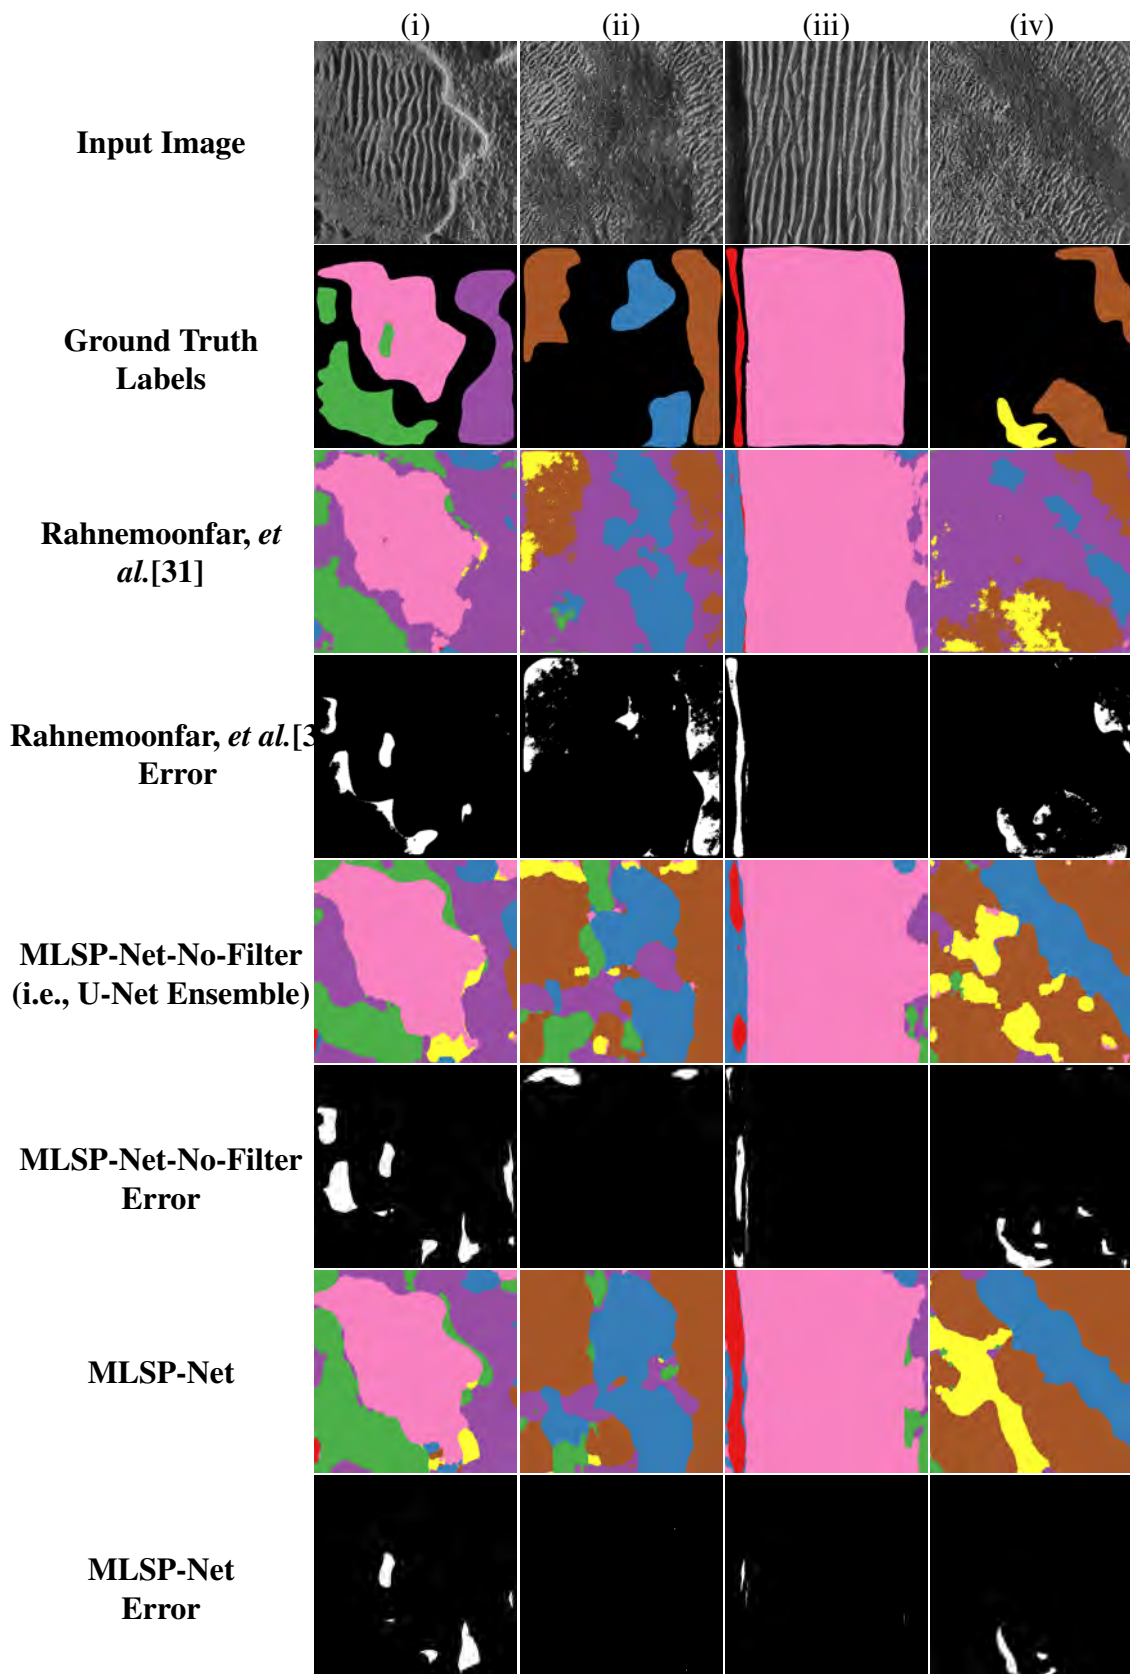 (i) (ii) (iii) (iv)
Input Image
Ground Truth
Labels
Rahnemoonfar, et
al.[31]
Rahnemoonfar, et al.[3
Error
MLSP-Net-No-Filter
(i.e., U-Net Ensemble)
MLSP-Net-No-Filter
Error
MLSP-Net
MLSP-Net
Error